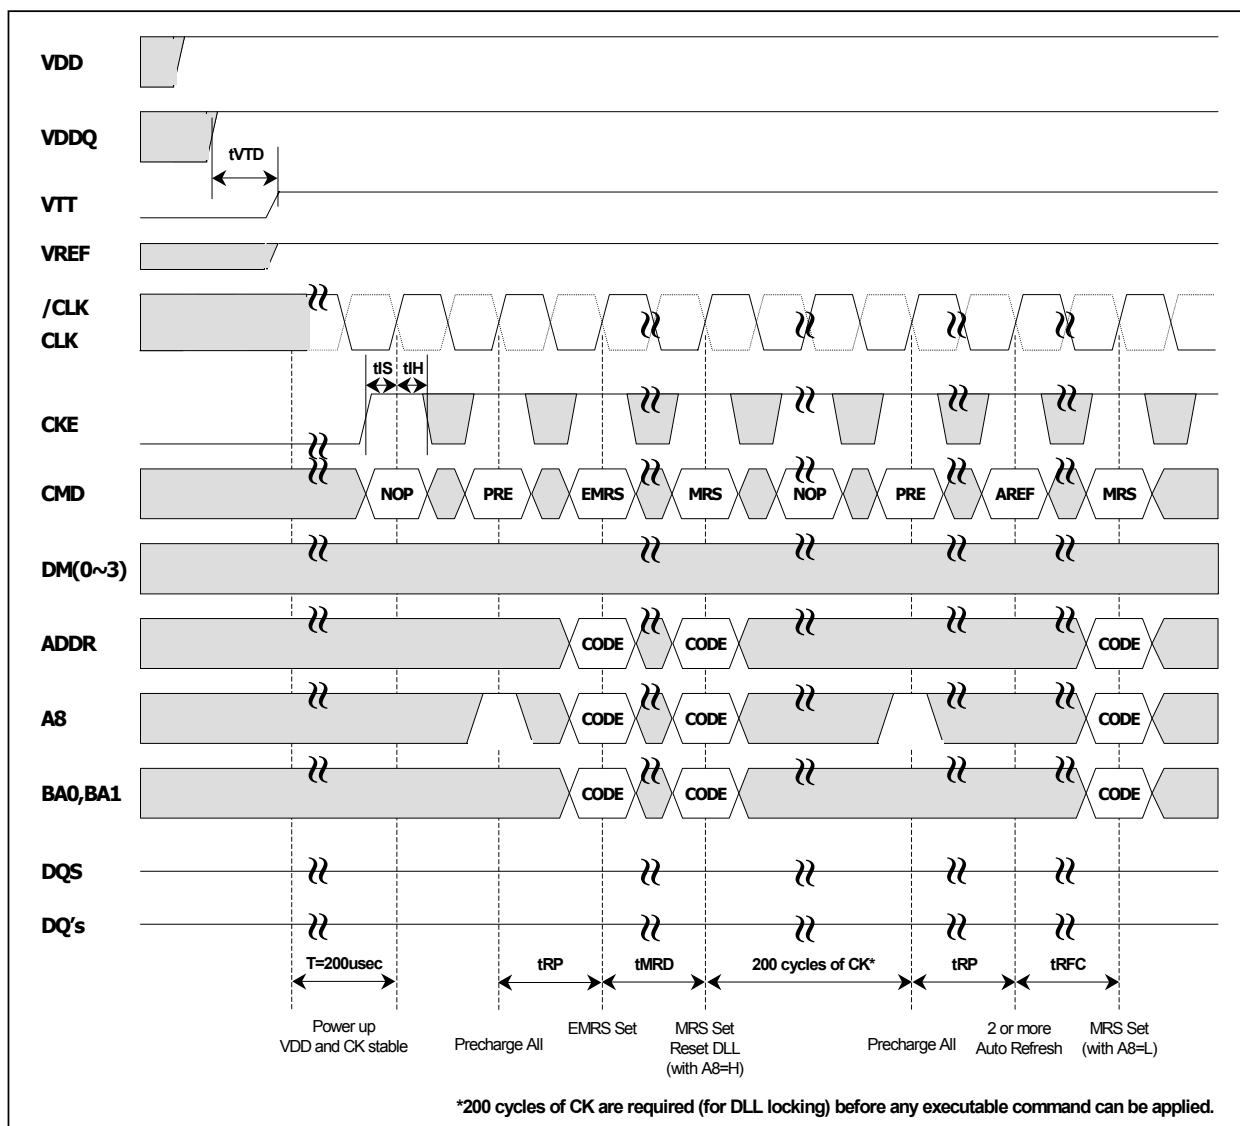 VDD
VDDQ
tVTD
VTT
VREF
/CLK
CLK
tIS tIH
CKE
CMD NOP PRE EMRS MRS NOP PRE AREF MRS
DM(0~3)
ADDR CODE CODE CODE
A8 CODE CODE CODE
BA0,BA1 CODE CODE CODE
DQS
DQ's
T=200usec tRP tMRD 200 cycles of CK* tRP tRFC
Power up
VDD and CK stable
Precharge All
EMRS Set
MRS Set
Reset DLL
(with A8=H)
Precharge All
2 or more
Auto Refresh
MRS Set
(with A8=L)
*200 cycles of CK are required (for DLL locking) before any executable command can be applied.